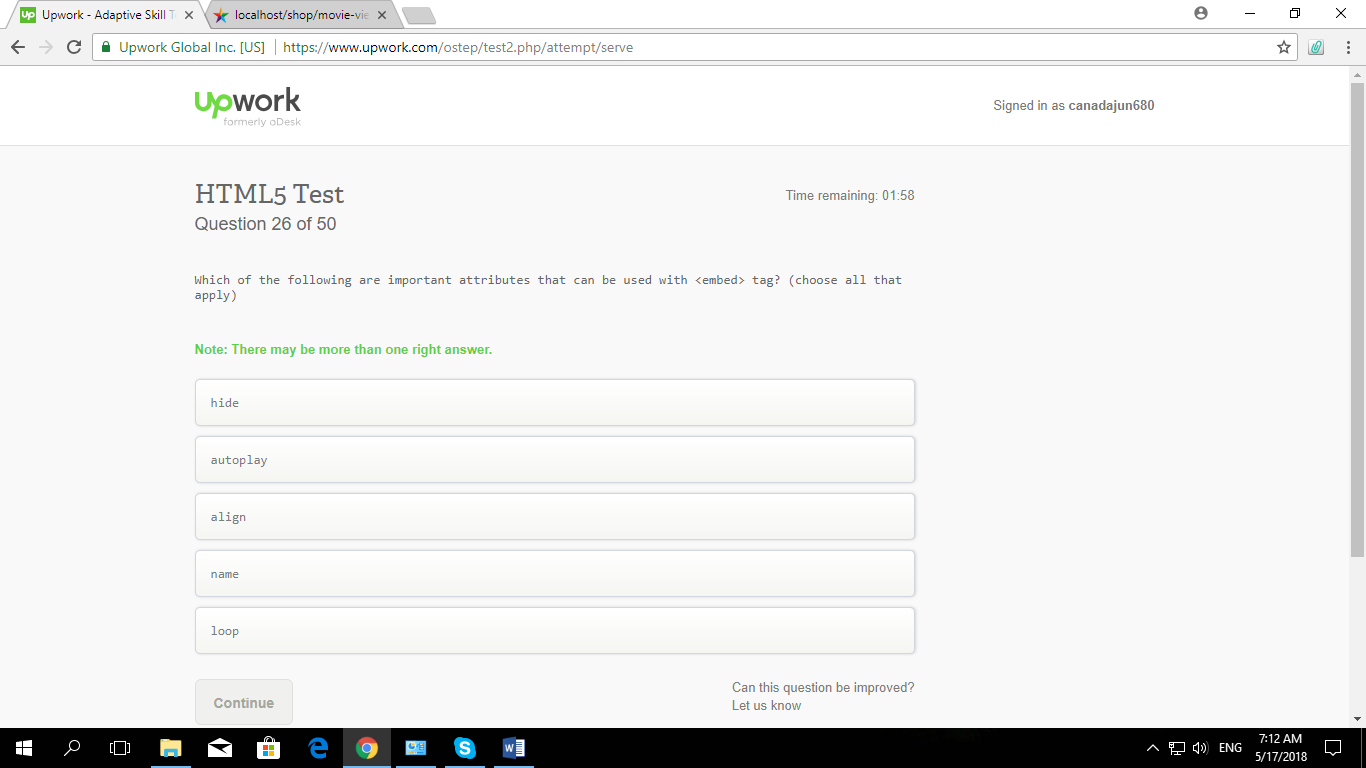 Upwork - Adaptive Skill T
localhost/shop/movie-vie
Upwork Global Inc. [US]
https://www.upwork.com/ostep/test2.php/attempt/serve
upwork
formerly oDesk
Signed in as canadajun680
HTML5 Test
Time remaining: 01:58
Question 26 of 50
Which of the following are important attributes that can be used with <embed> tag? (choose all that
apply)
Note: There may be more than one right answer.
hide
autoplay
align
name
loop
Continue
Can this question be improved?
Let us know
ENG
7:12 AM
5/17/2018